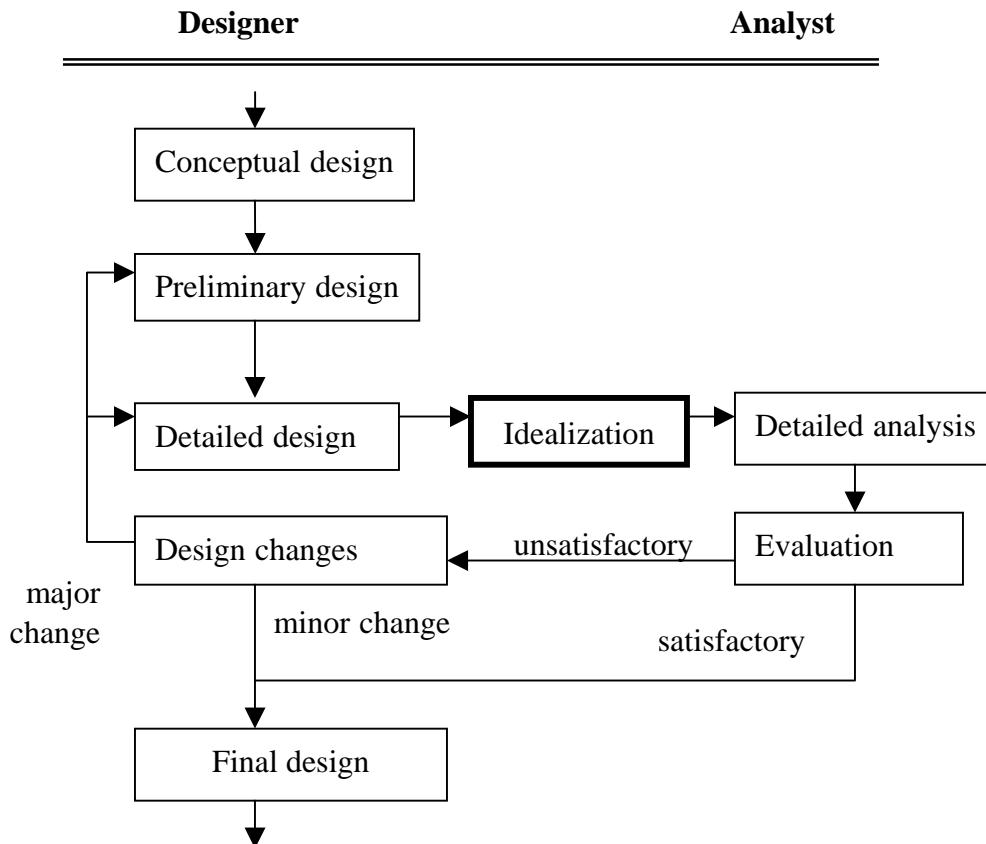 Designer
Analyst
Conceptual design
Preliminary design
Detailed design
Idealization
Detailed analysis
Design changes
unsatisfactory
Evaluation
major
change
minor change
satisfactory
Final design